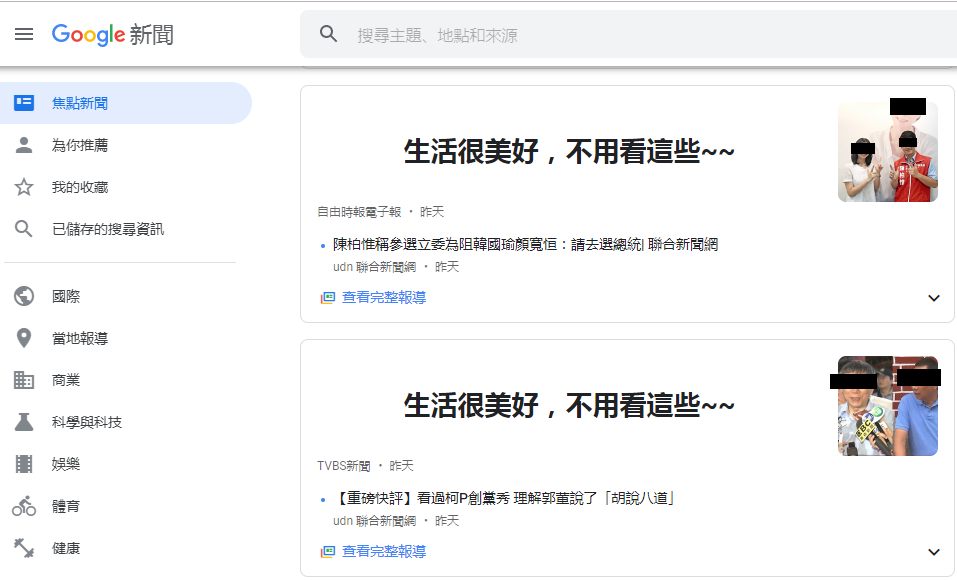 Google 新聞
搜尋主題、地點和來源
焦點新聞
為你推薦
我的收藏
已儲存的搜尋資訊
國際
當地報導
商業
科學與科技
娛樂
體育
健康
生活很美好，不用看這些~~
自由時報電子報 · 昨天
陳柏惟稱參選立委為阻韓國瑜顏寬恒：請去選總統| 聯合新聞網
udn 聯合新聞網 · 昨天
查看完整報導
生活很美好，不用看這些~~
TVBS新聞 · 昨天
【重磅快評】看過柯P創黨秀 理解郭董說了「胡說八道」
udn 聯合新聞網 · 昨天
查看完整報導